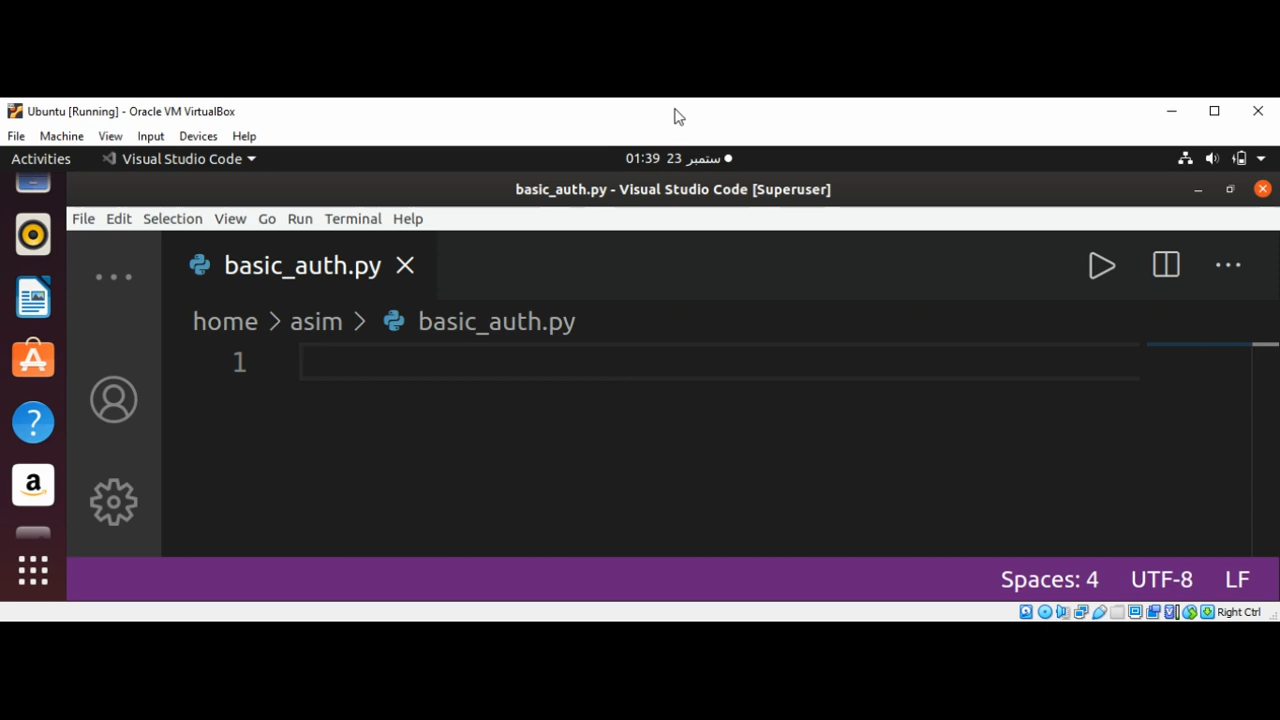 Ubuntu [Running] - Oracle VM VirtualBox
File Machine View Input Devices Help
Activities Visual Studio Code 01:39 23 ستمبر
basic_auth.py - Visual Studio Code [Superuser]
File Edit Selection View Go Run Terminal Help
basic_auth.py
home > asim > basic_auth.py
1
Spaces: 4 UTF-8 LF
Right Ctrl